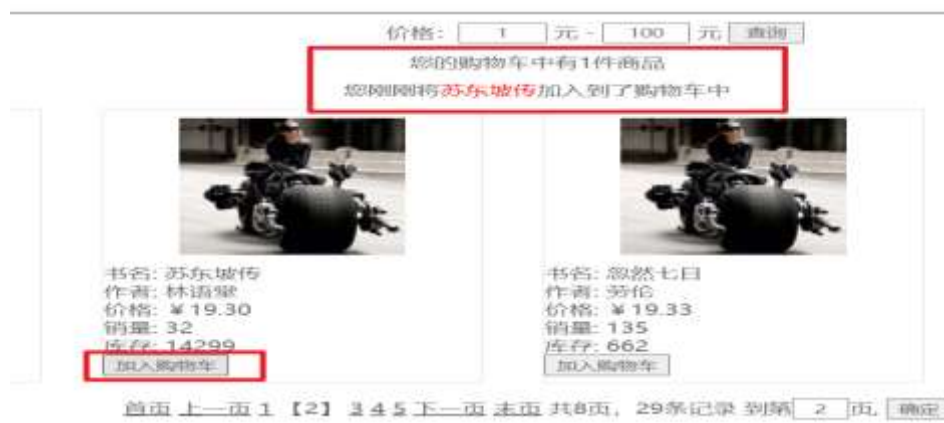 价格： 1 元 - 100 元 查询
您的购物车中有1件商品
您刚刚将苏东坡传加入到了购物车中
书名: 苏东坡传
作者: 林语堂
价格: ￥19.30
销量: 32
库存: 14299
加入购物车
书名: 忽然七日
作者: 劳伦
价格: ￥19.33
销量: 135
库存: 662
加入购物车
首页 上一页 1 【2】 3 4 5 下一页 末页 共8页，29条记录 到第 2 页, 确定